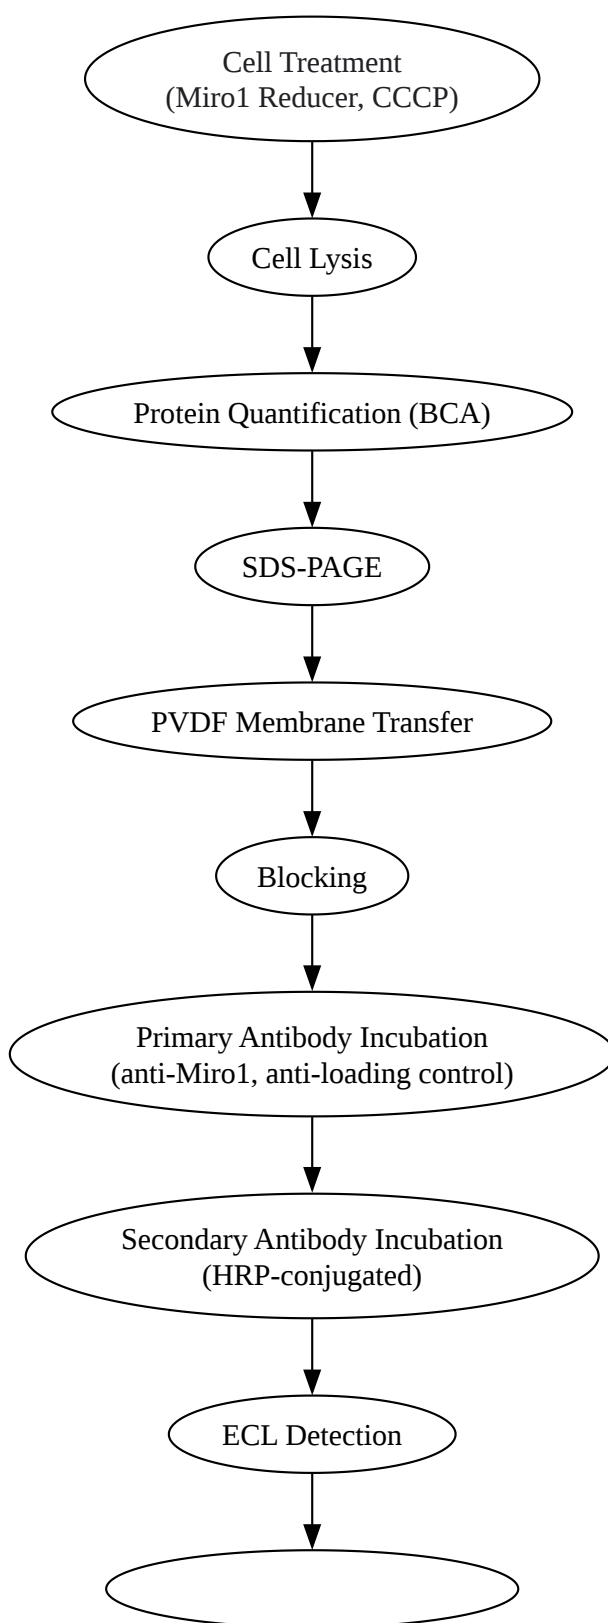 Cell Treatment
(Miro1 Reducer, CCCP)
Cell Lysis
Protein Quantification (BCA)
SDS-PAGE
PVDF Membrane Transfer
Blocking
Primary Antibody Incubation
(anti-Miro1, anti-loading control)
Secondary Antibody Incubation
(HRP-conjugated)
ECL Detection